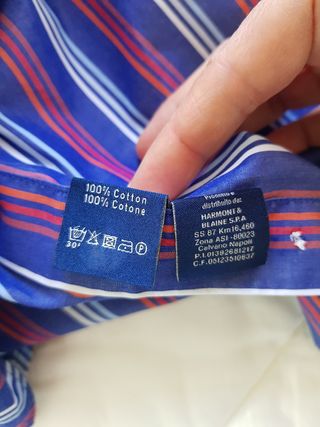 100% Cotton
100% Cotone
30°
P
Prodotto e
distribuito da:
HARMONT &
BLAINE S.P.A
SS 87 Km16,460
Zona ASI-80023
Caivano Napoli
P.I.01392681217
C.F.05123510637